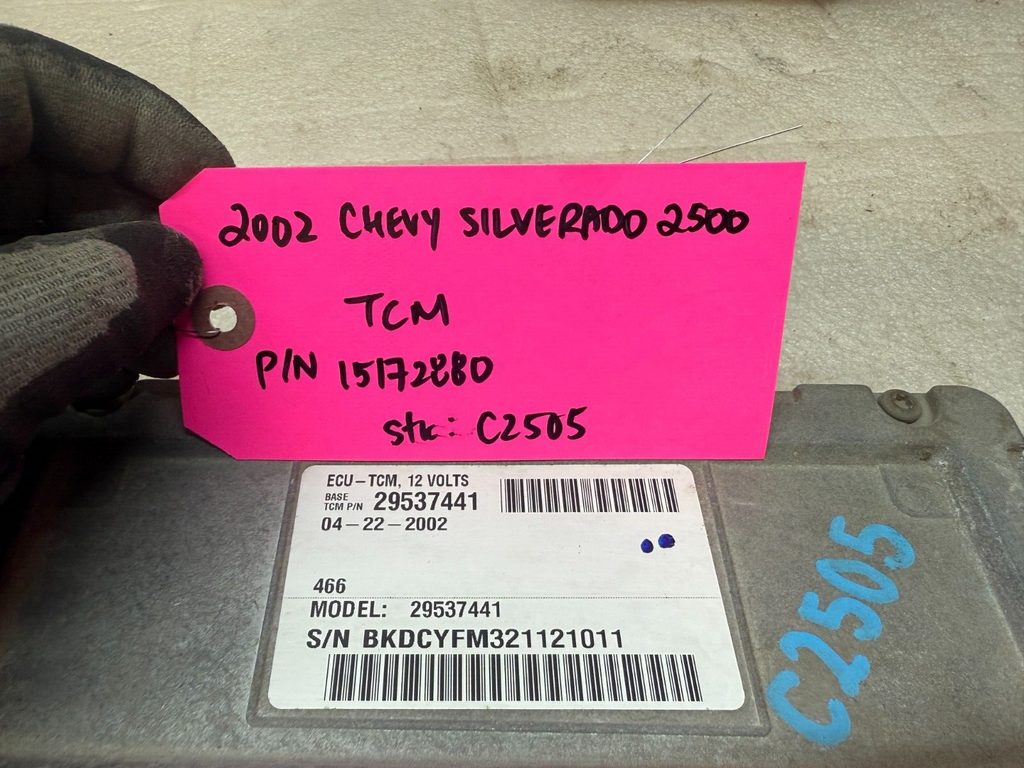 2002 CHEVY SILVERADO 2500
TCM
P/N 15172880
stk: C2505
ECU-TCM, 12 VOLTS
BASE
TCM P/N 29537441
04-22-2002
466
MODEL: 29537441
S/N BKDCYFM321121011
C2505